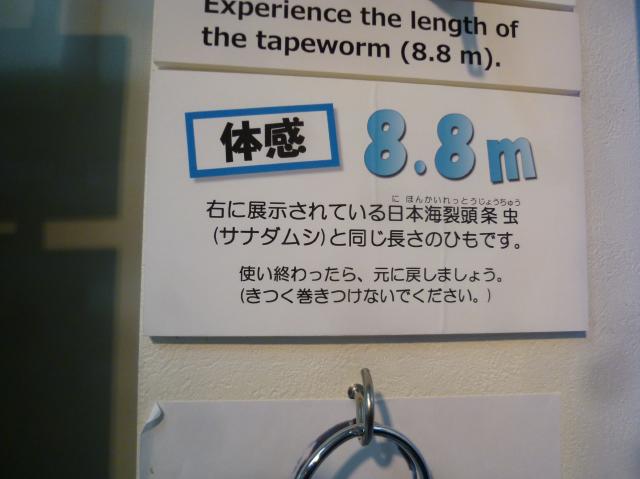 Experience the length of
the tapeworm (8.8 m).
体感 8.8m
にほんかいれっとうじょうちゅう
右に展示されている日本海裂頭条虫
(サナダムシ)と同じ長さのひもです。
使い終わったら、元に戻しましょう。
(きつく巻きつけないでください。)